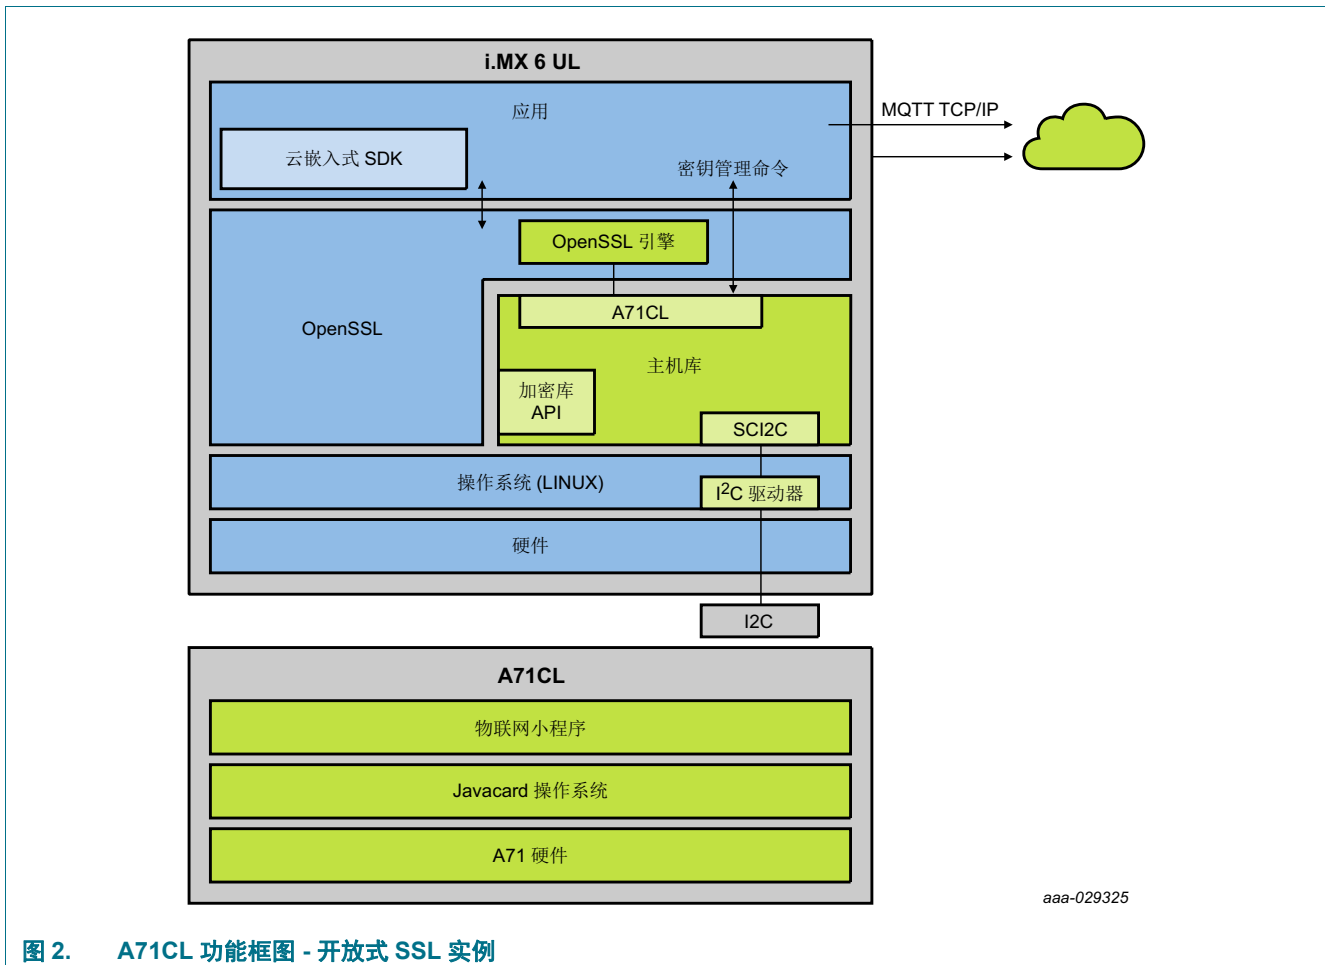 i.MX 6 UL
应用
MQTT TCP/IP
云嵌入式 SDK
密钥管理命令
OpenSSL 引擎
A71CL
OpenSSL
主机库
加密库
API
SCI2C
操作系统 (LINUX)
I2C 驱动器
硬件
I2C
A71CL
物联网小程序
Javacard 操作系统
A71 硬件
aaa-029325
图 2. A71CL 功能框图 - 开放式 SSL 实例